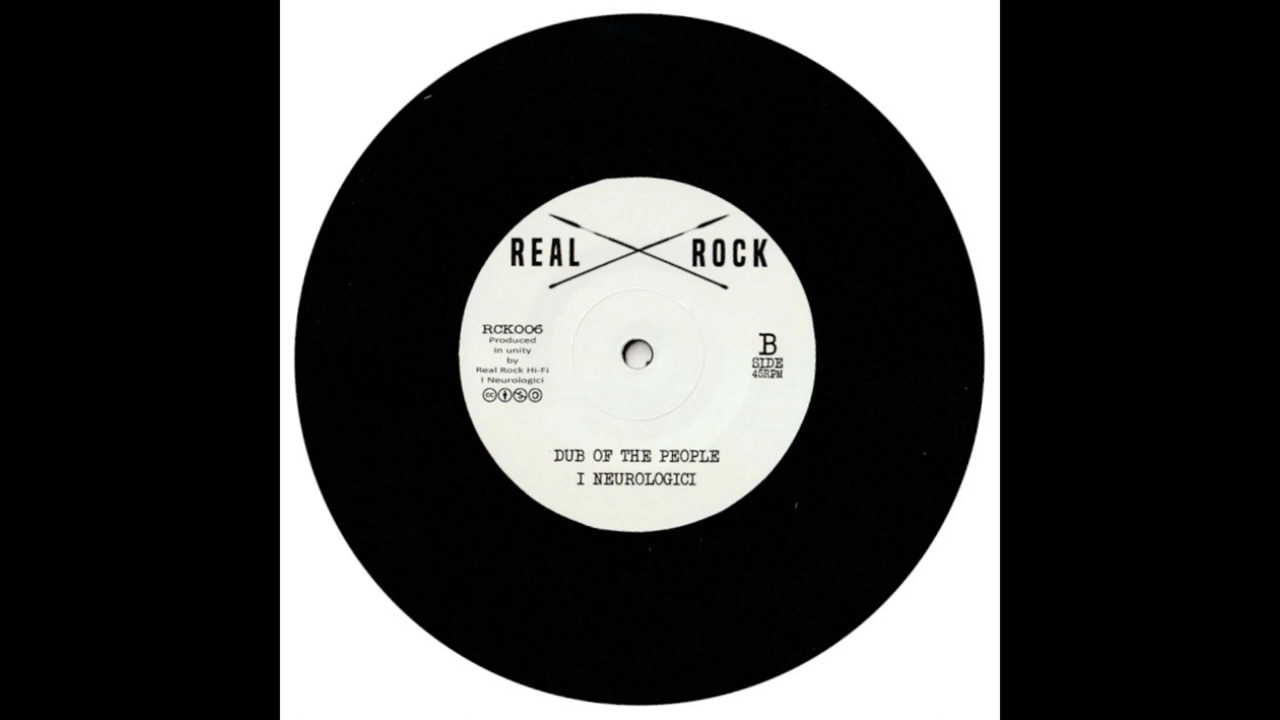 REAL ROCK
RCK006
Produced
in unity
by
Real Rock Hi-Fi
I Neurologici
cc
B
SIDE
45RPM
DUB OF THE PEOPLE
I NEUROLOGICI